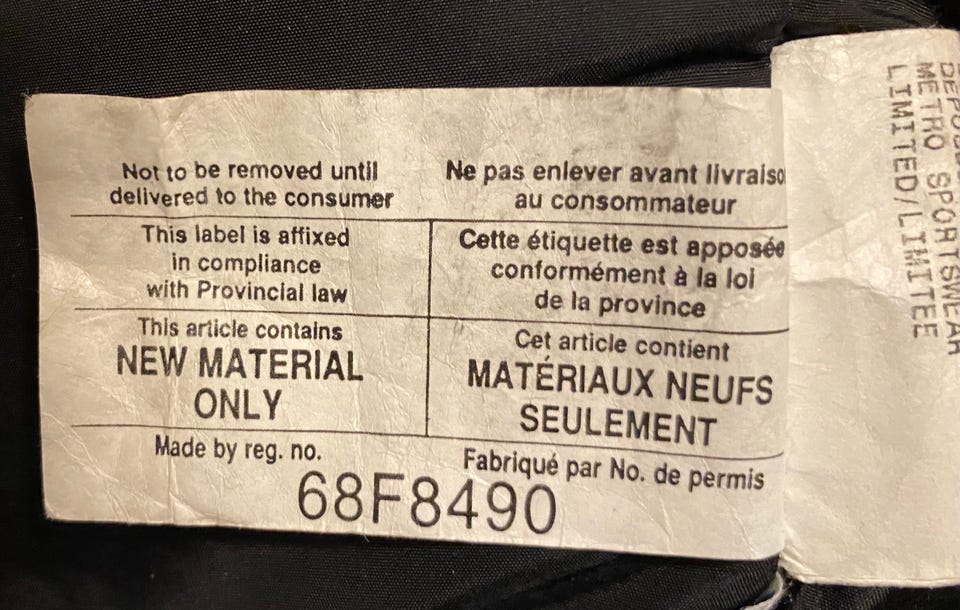 Not to be removed until
delivered to the consumer
Ne pas enlever avant livraiso
au consommateur
This label is affixed
in compliance
with Provincial law
Cette étiquette est apposée
conformément à la loi
de la province
This article contains
NEW MATERIAL
ONLY
Cet article contient
MATÉRIAUX NEUFS
SEULEMENT
Made by reg. no.
Fabriqué par No. de permis
68F8490
METRO SPORTSWEAR
LIMITED/LIMITEE